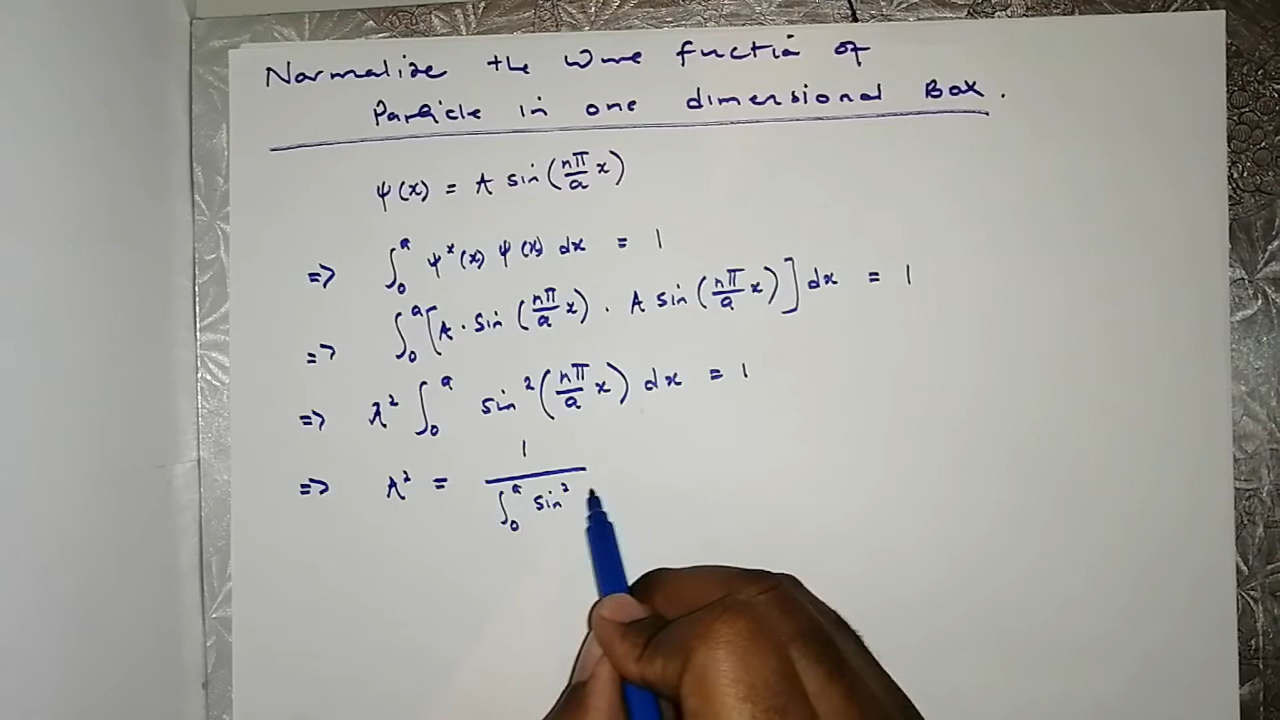 Normalize the Wave fuctin of
Particle in one dimensional Box.
ψ(x) = A sin(nπ/a x)
=> ∫₀ᵃ ψ*(x) ψ(x) dx = 1
=> ∫₀ᵃ [A · sin(nπ/a x) · A sin(nπ/a x)] dx = 1
=> A² ∫₀ᵃ sin²(nπ/a x) dx = 1
=> A² = 1 / ∫₀ᵃ sin²